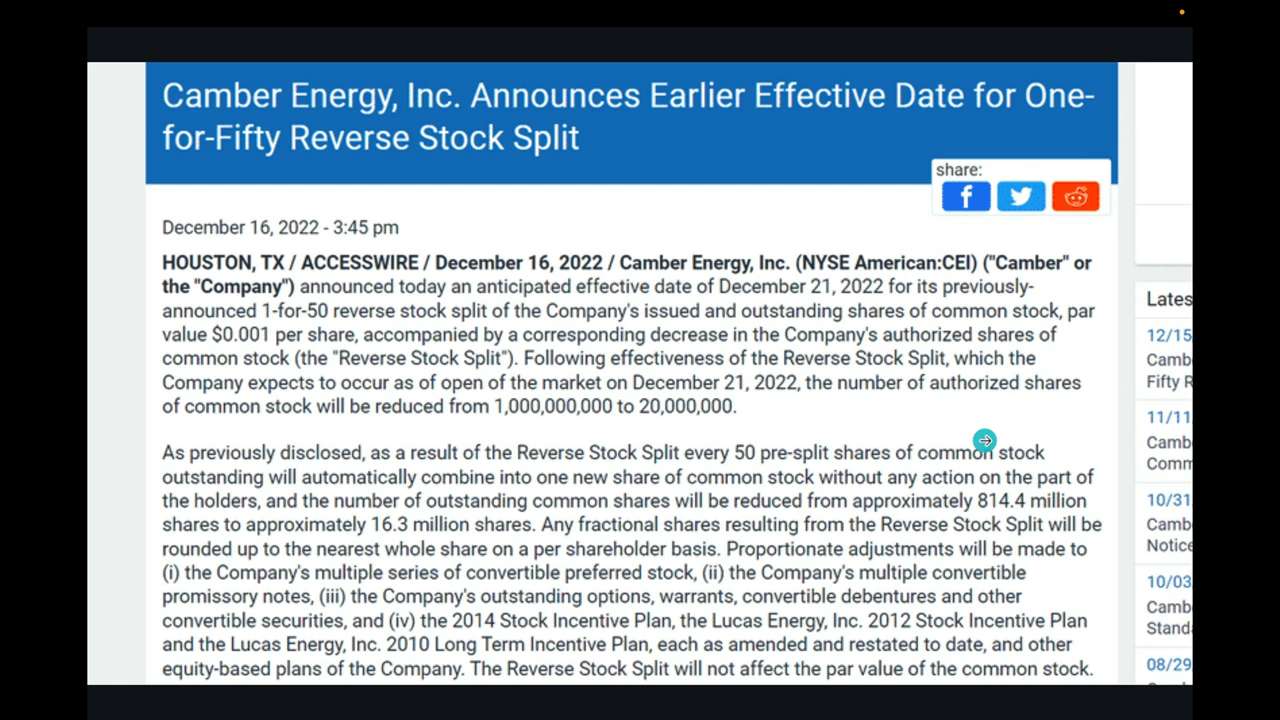 Camber Energy, Inc. Announces Earlier Effective Date for One-
for-Fifty Reverse Stock Split
share:
December 16, 2022 - 3:45 pm
HOUSTON, TX / ACCESSWIRE / December 16, 2022 / Camber Energy, Inc. (NYSE American:CEI) ("Camber" or
the "Company") announced today an anticipated effective date of December 21, 2022 for its previously-
announced 1-for-50 reverse stock split of the Company's issued and outstanding shares of common stock, par
value $0.001 per share, accompanied by a corresponding decrease in the Company's authorized shares of
common stock (the "Reverse Stock Split"). Following effectiveness of the Reverse Stock Split, which the
Company expects to occur as of open of the market on December 21, 2022, the number of authorized shares
of common stock will be reduced from 1,000,000,000 to 20,000,000.
As previously disclosed, as a result of the Reverse Stock Split every 50 pre-split shares of common stock
outstanding will automatically combine into one new share of common stock without any action on the part of
the holders, and the number of outstanding common shares will be reduced from approximately 814.4 million
shares to approximately 16.3 million shares. Any fractional shares resulting from the Reverse Stock Split will be
rounded up to the nearest whole share on a per shareholder basis. Proportionate adjustments will be made to
(i) the Company's multiple series of convertible preferred stock, (ii) the Company's multiple convertible
promissory notes, (iii) the Company's outstanding options, warrants, convertible debentures and other
convertible securities, and (iv) the 2014 Stock Incentive Plan, the Lucas Energy, Inc. 2012 Stock Incentive Plan
and the Lucas Energy, Inc. 2010 Long Term Incentive Plan, each as amended and restated to date, and other
equity-based plans of the Company. The Reverse Stock Split will not affect the par value of the common stock.
Lates
12/15
Camb
Fifty R
11/11
Camb
Comm
10/31
Camb
Notice
10/03
Camb
Stand
08/29